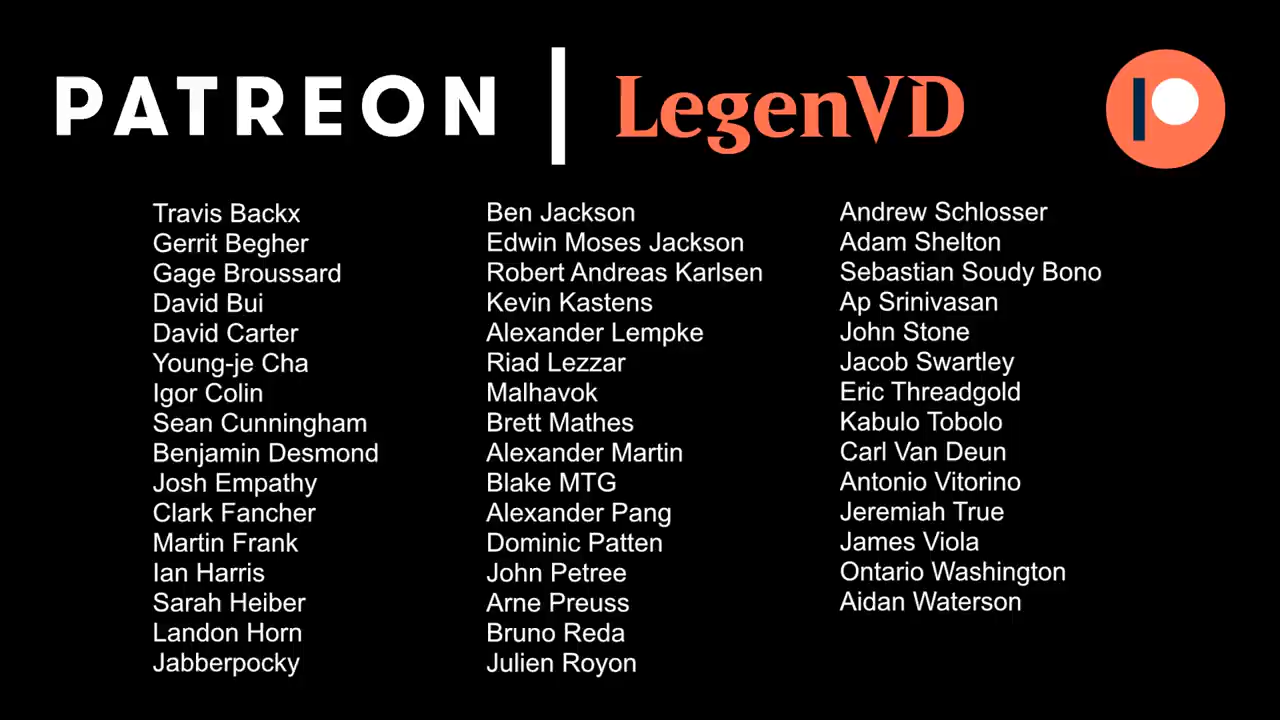 PATREON | LegenVD
Travis Backx
Gerrit Begher
Gage Broussard
David Bui
David Carter
Young-je Cha
Igor Colin
Sean Cunningham
Benjamin Desmond
Josh Empathy
Clark Fancher
Martin Frank
Ian Harris
Sarah Heiber
Landon Horn
Jabberpocky
Ben Jackson
Edwin Moses Jackson
Robert Andreas Karlsen
Kevin Kastens
Alexander Lempke
Riad Lezzar
Malhavok
Brett Mathes
Alexander Martin
Blake MTG
Alexander Pang
Dominic Patten
John Petree
Arne Preuss
Bruno Reda
Julien Royon
Andrew Schlosser
Adam Shelton
Sebastian Soudy Bono
Ap Srinivasan
John Stone
Jacob Swartley
Eric Threadgold
Kabulo Tobolo
Carl Van Deun
Antonio Vitorino
Jeremiah True
James Viola
Ontario Washington
Aidan Waterson